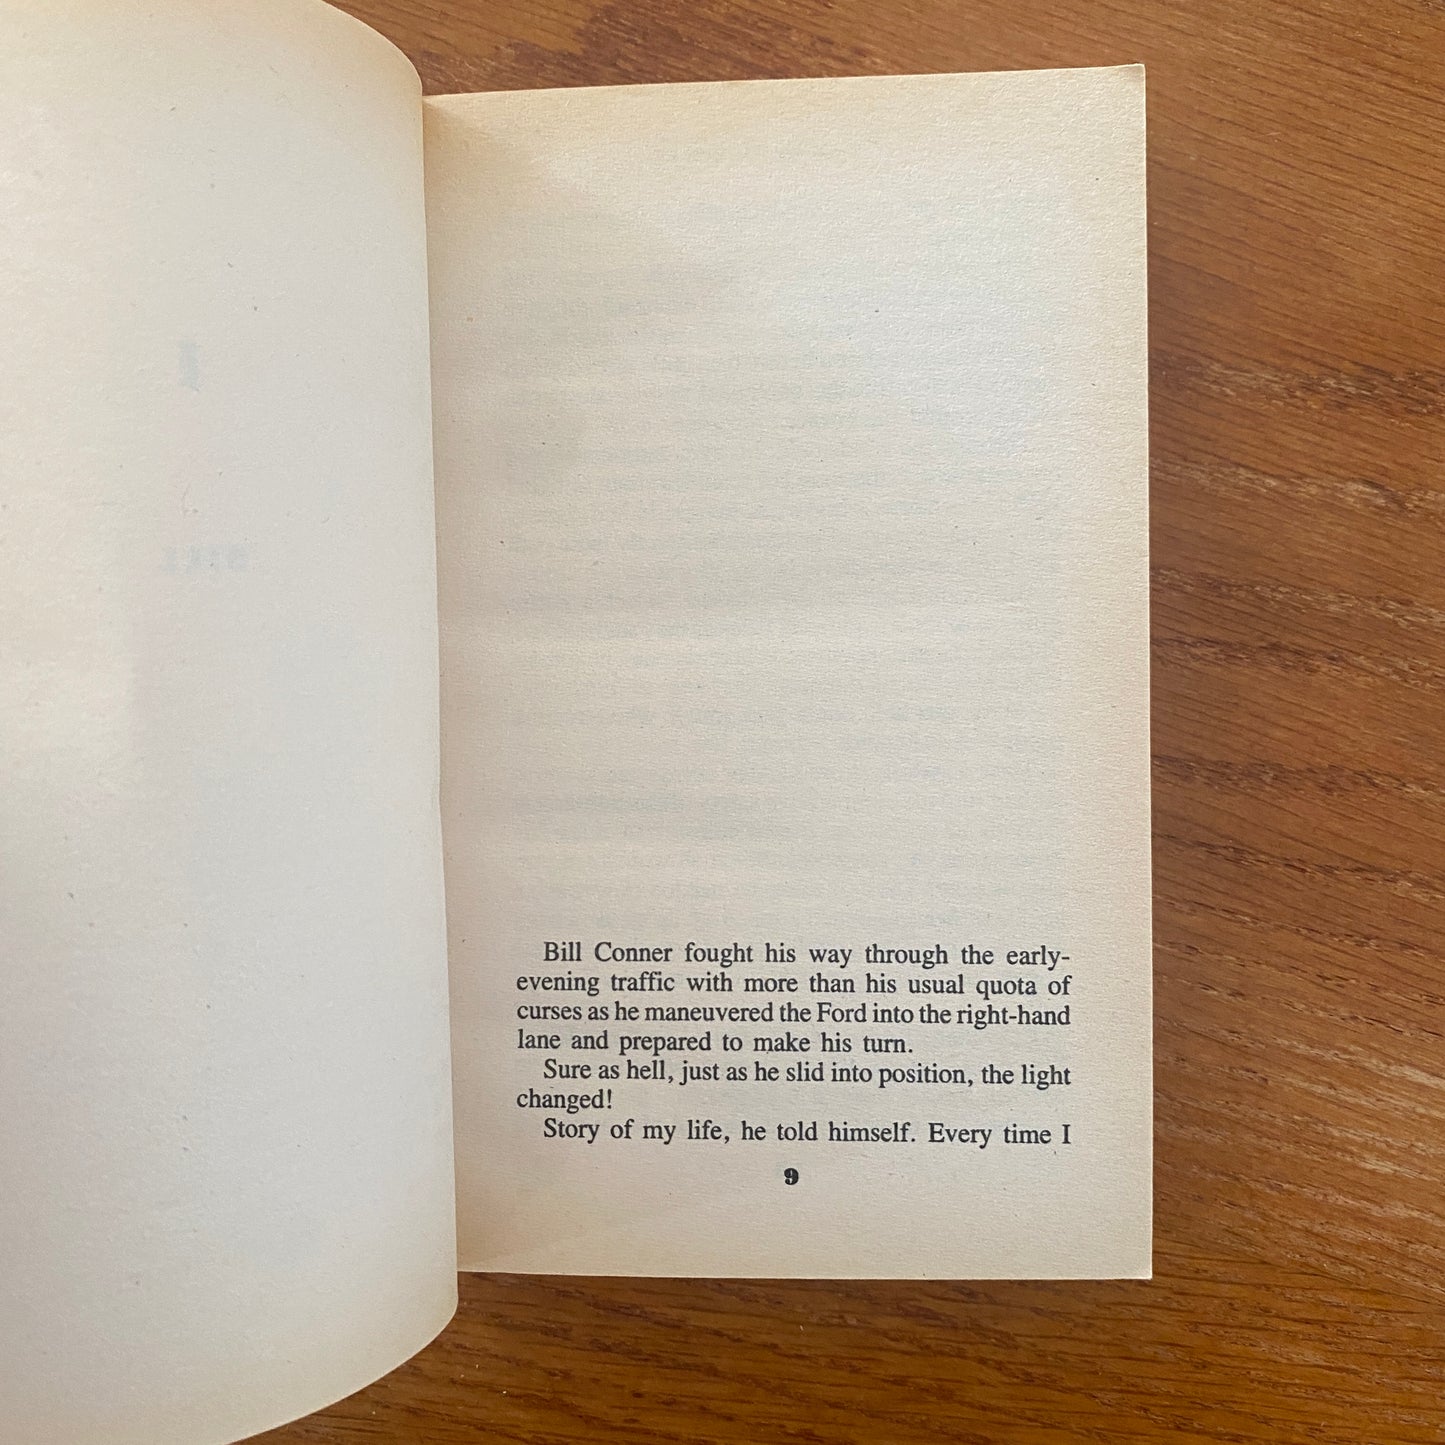 Bill Conner fought his way through the early-
evening traffic with more than his usual quota of
curses as he maneuvered the Ford into the right-hand
lane and prepared to make his turn.
Sure as hell, just as he slid into position, the light
changed!
Story of my life, he told himself. Every time I
9